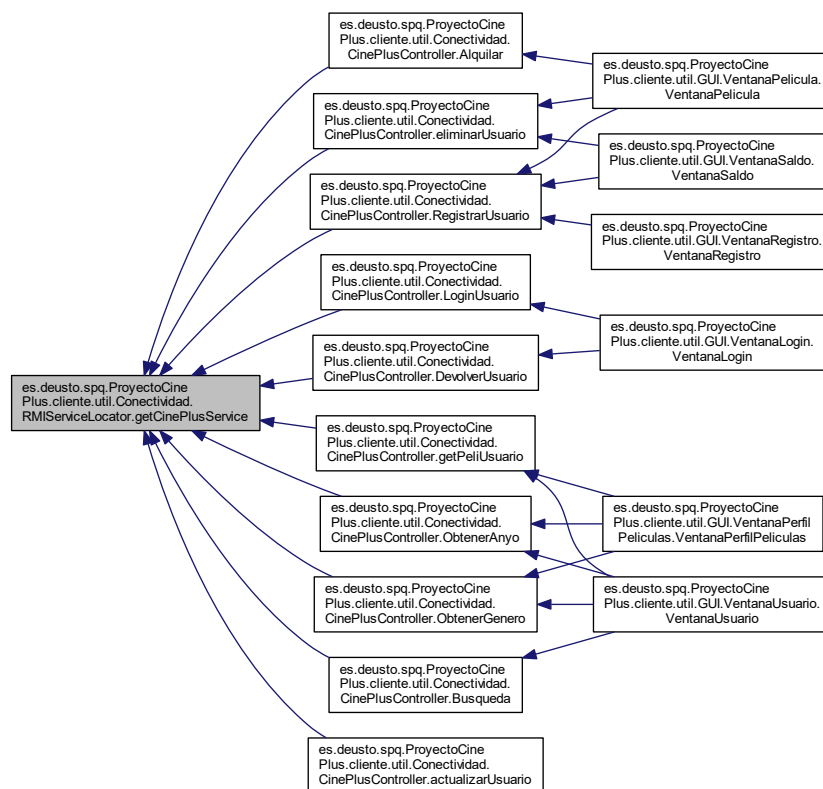 es.deusto.spq.ProyectoCine
Plus.cliente.util.Conectividad.
RMIServiceLocator.getCinePlusService
es.deusto.spq.ProyectoCine
Plus.cliente.util.Conectividad.
CinePlusController.Alquilar
es.deusto.spq.ProyectoCine
Plus.cliente.util.Conectividad.
CinePlusController.eliminarUsuario
es.deusto.spq.ProyectoCine
Plus.cliente.util.Conectividad.
CinePlusController.RegistrarUsuario
es.deusto.spq.ProyectoCine
Plus.cliente.util.Conectividad.
CinePlusController.LoginUsuario
es.deusto.spq.ProyectoCine
Plus.cliente.util.Conectividad.
CinePlusController.DevolverUsuario
es.deusto.spq.ProyectoCine
Plus.cliente.util.Conectividad.
CinePlusController.getPeliUsuario
es.deusto.spq.ProyectoCine
Plus.cliente.util.Conectividad.
CinePlusController.ObtenerAnyo
es.deusto.spq.ProyectoCine
Plus.cliente.util.Conectividad.
CinePlusController.ObtenerGenero
es.deusto.spq.ProyectoCine
Plus.cliente.util.Conectividad.
CinePlusController.Busqueda
es.deusto.spq.ProyectoCine
Plus.cliente.util.Conectividad.
CinePlusController.actualizarUsuario
es.deusto.spq.ProyectoCine
Plus.cliente.util.GUI.VentanaPelicula.
VentanaPelicula
es.deusto.spq.ProyectoCine
Plus.cliente.util.GUI.VentanaSaldo.
VentanaSaldo
es.deusto.spq.ProyectoCine
Plus.cliente.util.GUI.VentanaRegistro.
VentanaRegistro
es.deusto.spq.ProyectoCine
Plus.cliente.util.GUI.VentanaLogin.
VentanaLogin
es.deusto.spq.ProyectoCine
Plus.cliente.util.GUI.VentanaPerfil
Peliculas.VentanaPerfilPeliculas
es.deusto.spq.ProyectoCine
Plus.cliente.util.GUI.VentanaUsuario.
VentanaUsuario